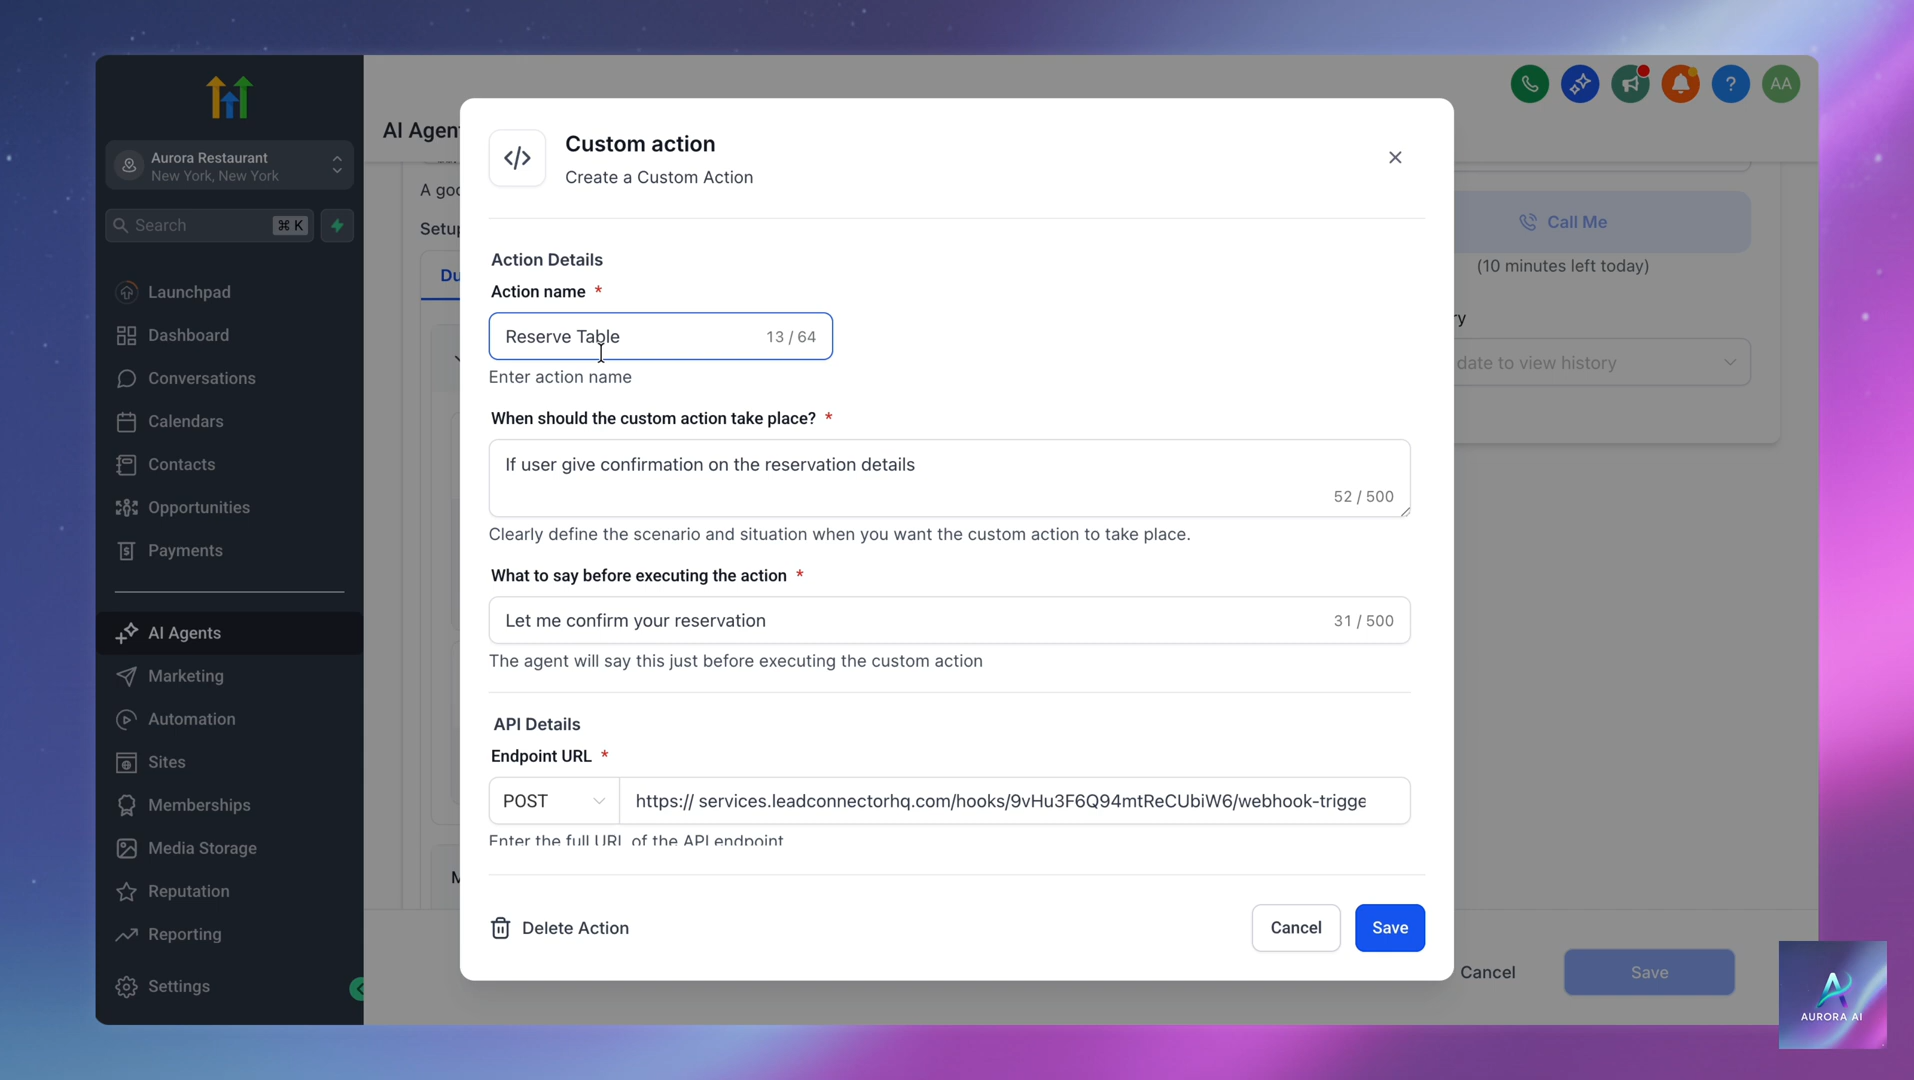 Aurora Restaurant
New York, New York
Search
⌘ K
Launchpad
Dashboard
Conversations
Calendars
Contacts
Opportunities
Payments
AI Agents
Marketing
Automation
Sites
Memberships
Media Storage
Reputation
Reporting
Settings
AI Agen
A goo
Setup
Du
M
Custom action
Create a Custom Action
Action Details
Action name *
Reserve Table
13 / 64
Enter action name
When should the custom action take place? *
If user give confirmation on the reservation details
52 / 500
Clearly define the scenario and situation when you want the custom action to take place.
What to say before executing the action *
Let me confirm your reservation
31 / 500
The agent will say this just before executing the custom action
API Details
Endpoint URL *
POST
https:// services.leadconnectorhq.com/hooks/9vHu3F6Q94mtReCUbiW6/webhook-trigge
Enter the full URL of the API endpoint
Delete Action
Cancel
Save
?
AA
Call Me
(10 minutes left today)
ry
date to view history
Cancel
Save
AURORA AI